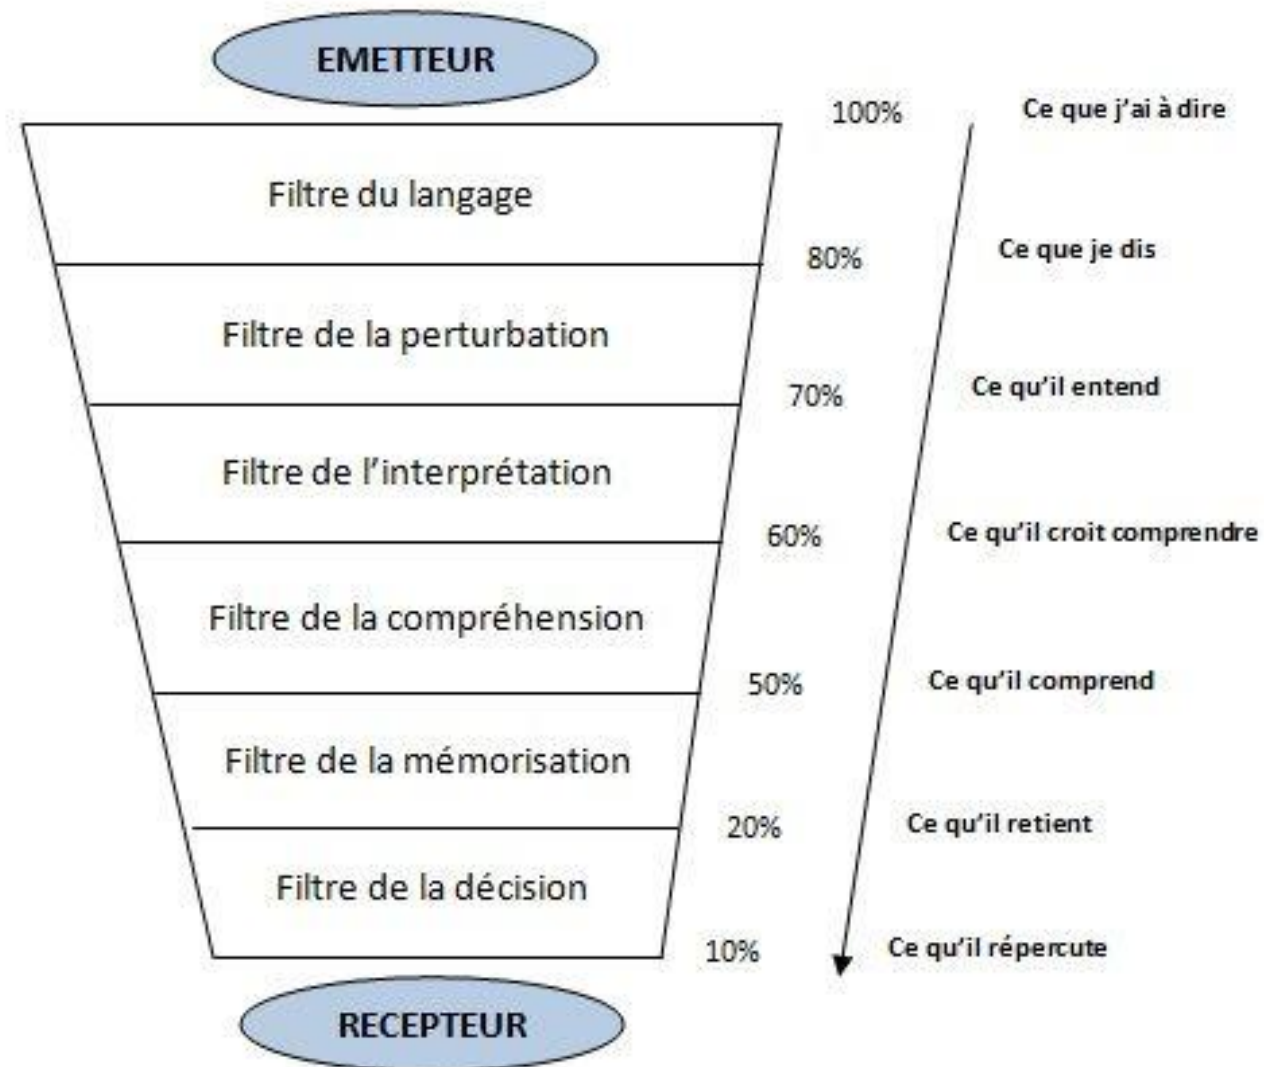 EMETTEUR
100% Ce que j'ai à dire
Filtre du langage
80% Ce que je dis
Filtre de la perturbation
70% Ce qu'il entend
Filtre de l'interprétation
60% Ce qu'il croit comprendre
Filtre de la compréhension
50% Ce qu'il comprend
Filtre de la mémorisation
20% Ce qu'il retient
Filtre de la décision
10% Ce qu'il répercute
RECEPTEUR